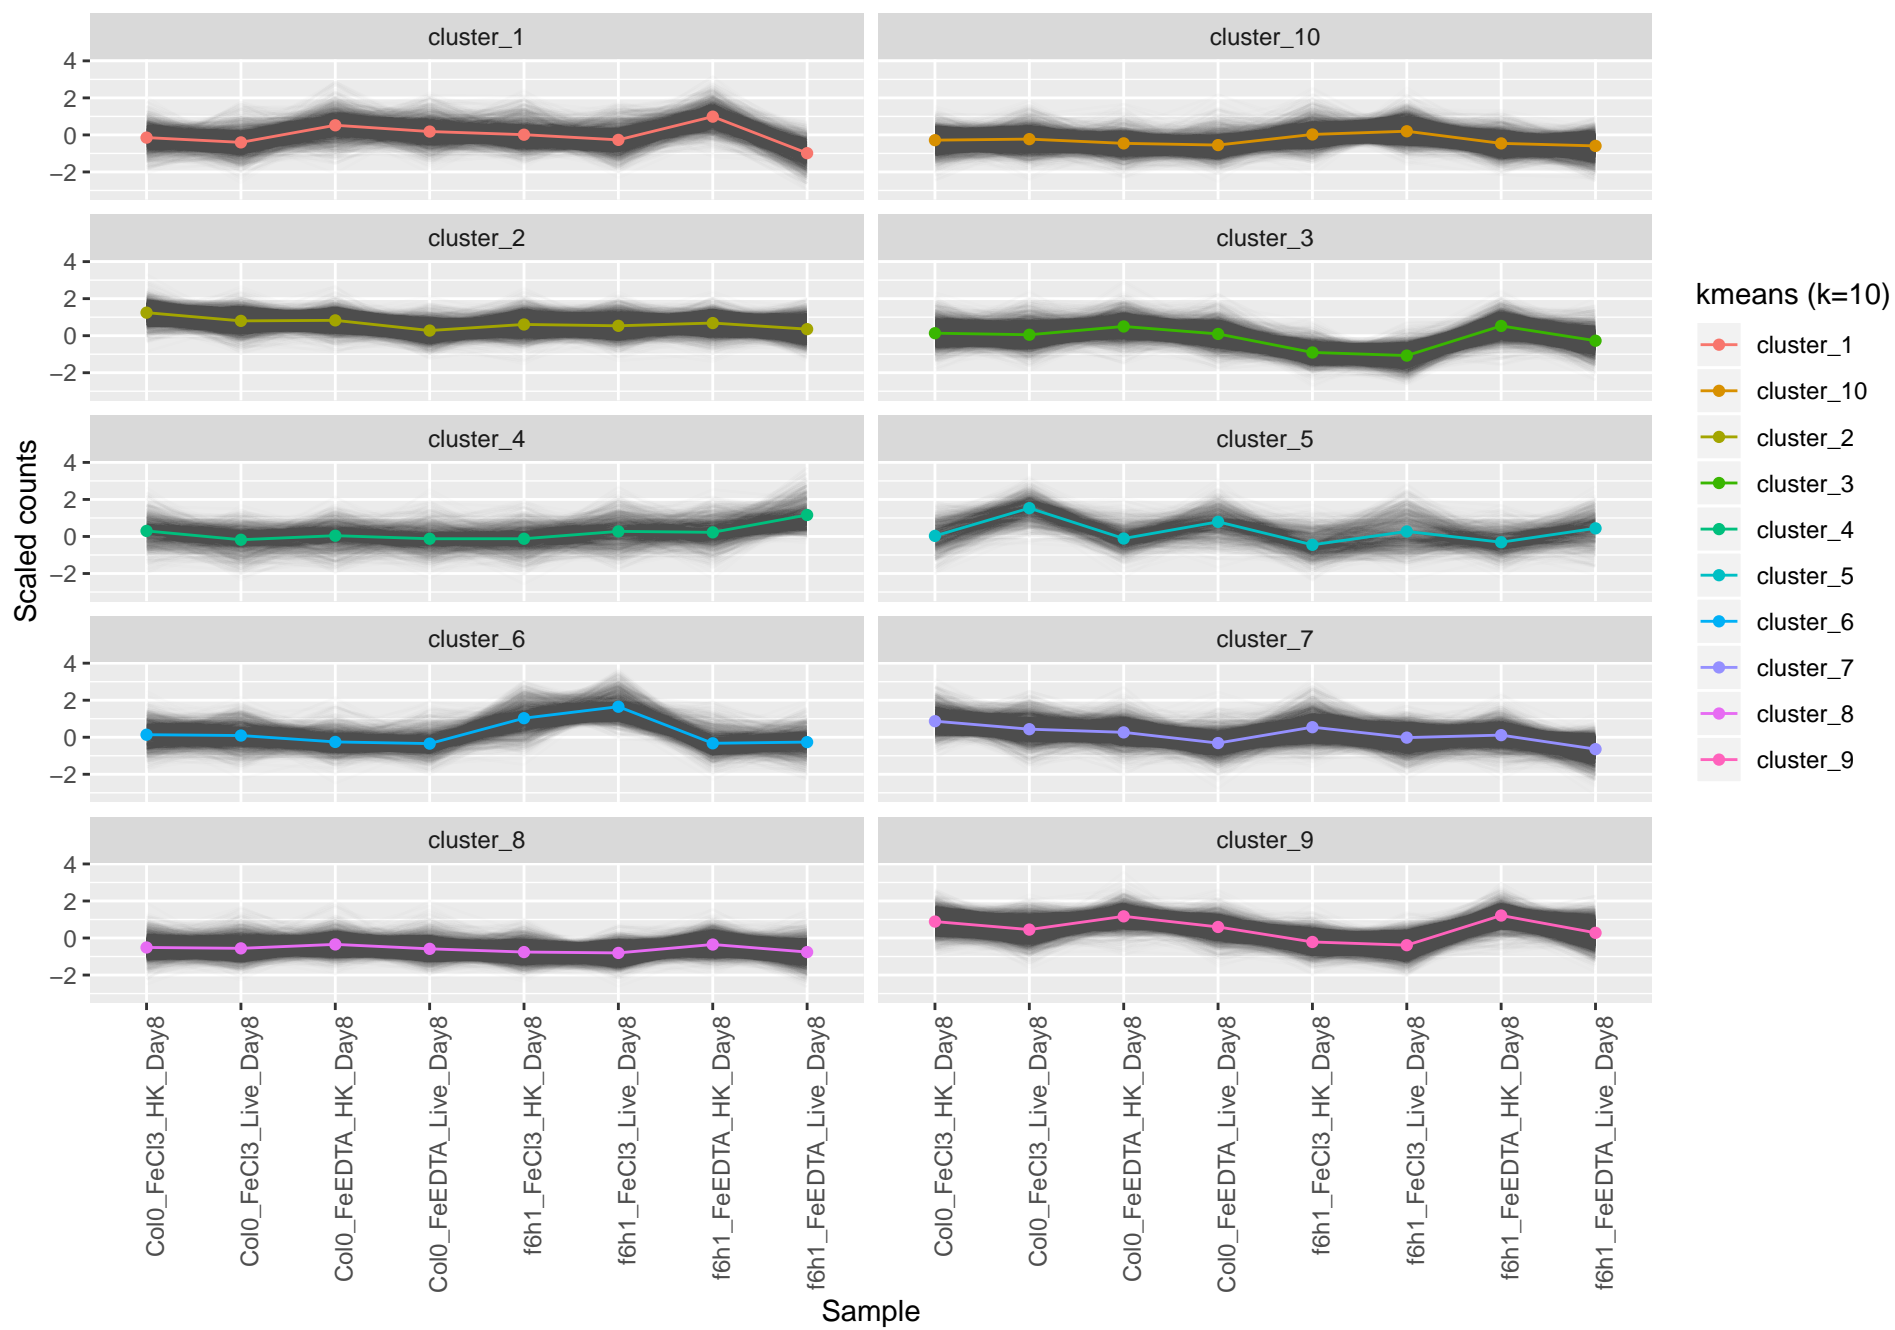 cluster_1
cluster_10
4
2
0
−2
cluster_2
cluster_3
4
2
0
−2
cluster_4
cluster_5
4
2
0
−2
cluster_6
cluster_7
4
2
0
−2
cluster_8
cluster_9
4
2
0
−2
Scaled counts
Col0_FeCl3_HK_Day8
Col0_FeCl3_Live_Day8
Col0_FeEDTA_HK_Day8
Col0_FeEDTA_Live_Day8
f6h1_FeCl3_HK_Day8
f6h1_FeCl3_Live_Day8
f6h1_FeEDTA_HK_Day8
f6h1_FeEDTA_Live_Day8
Col0_FeCl3_HK_Day8
Col0_FeCl3_Live_Day8
Col0_FeEDTA_HK_Day8
Col0_FeEDTA_Live_Day8
f6h1_FeCl3_HK_Day8
f6h1_FeCl3_Live_Day8
f6h1_FeEDTA_HK_Day8
f6h1_FeEDTA_Live_Day8
Sample
kmeans (k=10)
cluster_1
cluster_10
cluster_2
cluster_3
cluster_4
cluster_5
cluster_6
cluster_7
cluster_8
cluster_9